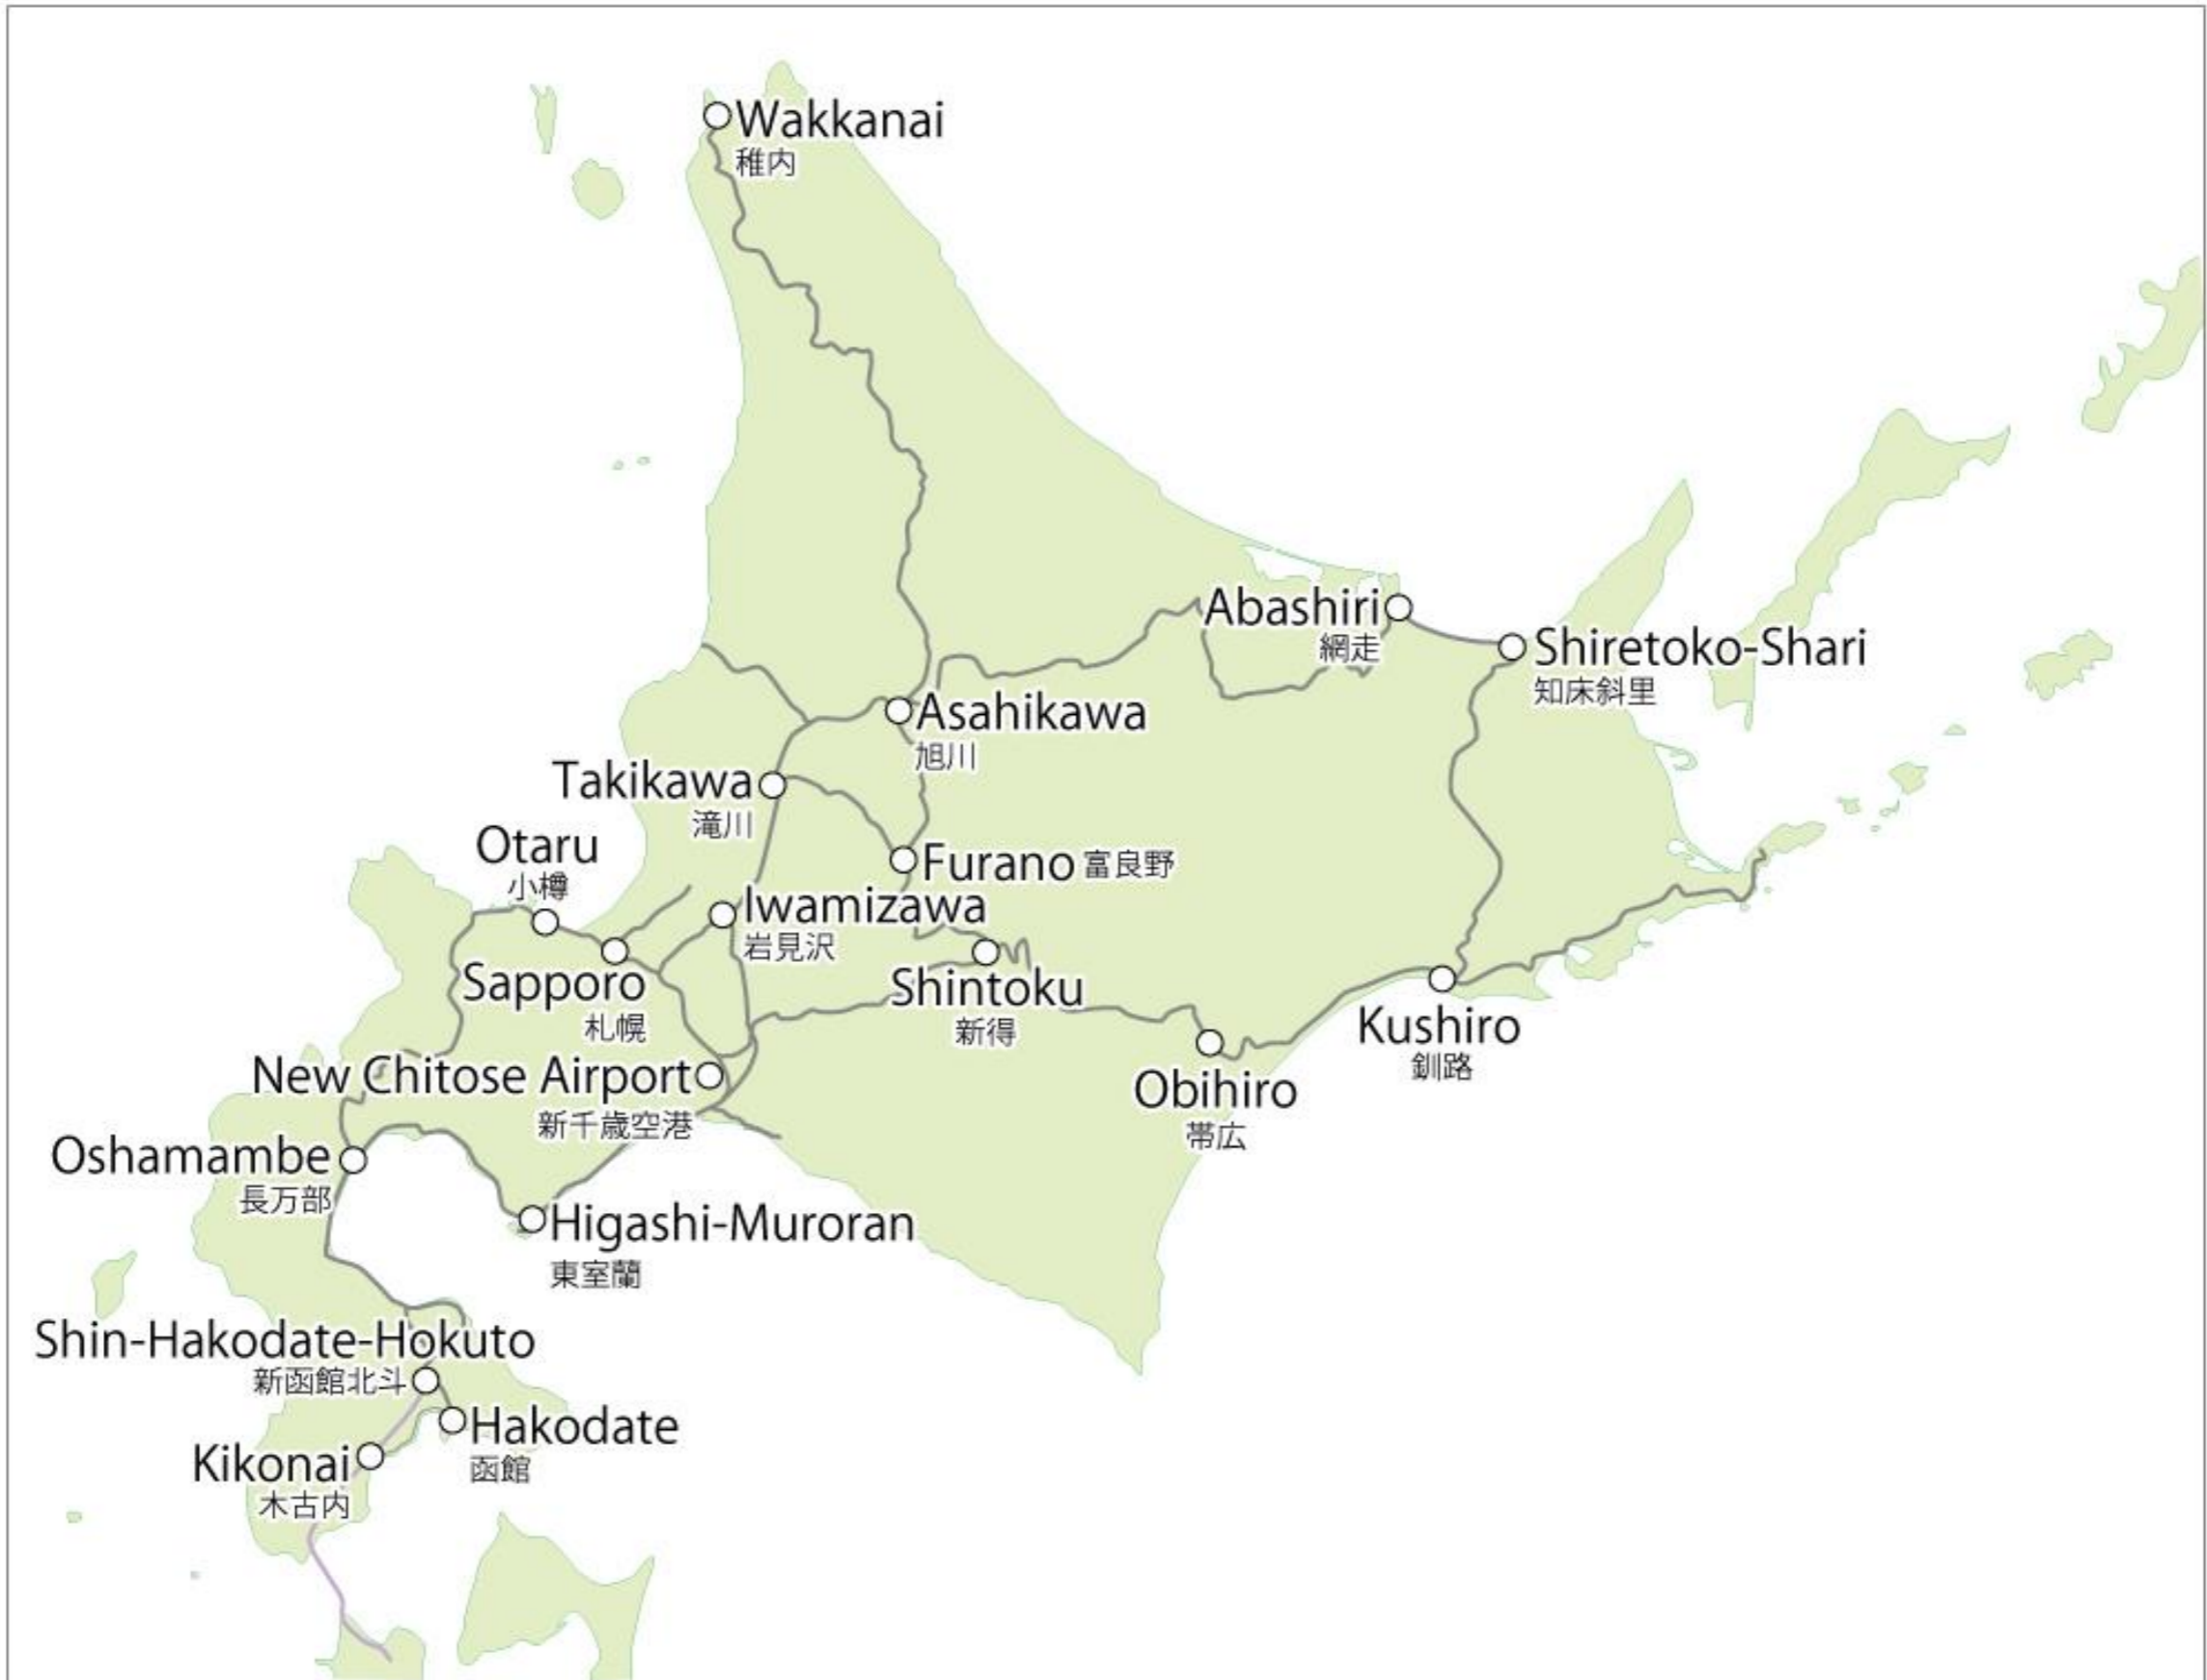 Wakkanai
稚内
Abashiri
網走
Shiretoko-Shari
知床斜里
Asahikawa
旭川
Takikawa
滝川
Otaru
小樽
Furano 富良野
Iwamizawa
岩見沢
Sapporo
札幌
Shintoku
新得
Kushiro
釧路
New Chitose Airport
新千歳空港
Obihiro
帯広
Oshamambe
長万部
Higashi-Muroran
東室蘭
Shin-Hakodate-Hokuto
新函館北斗
Hakodate
函館
Kikonai
木古内